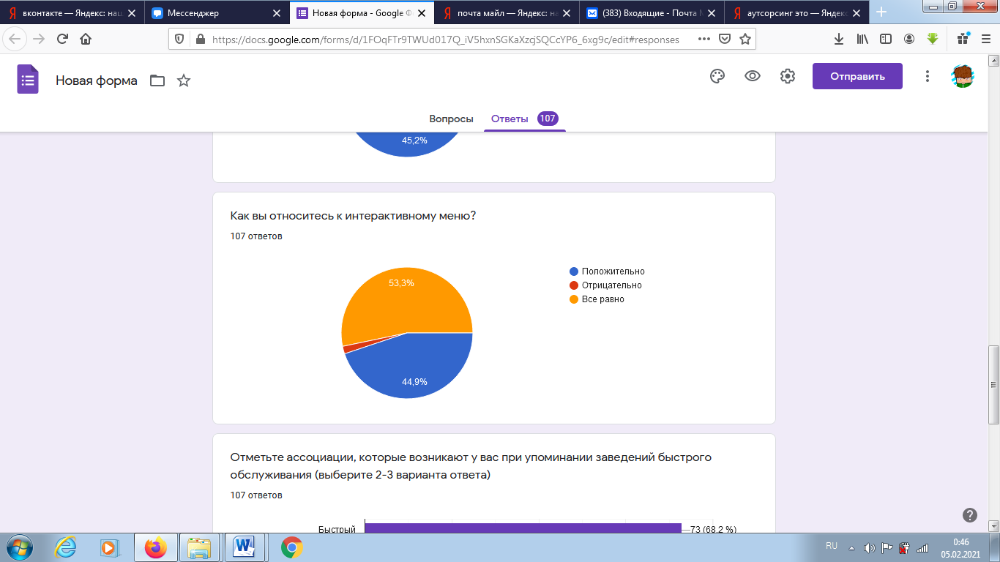 вконтакте — Яндекс: наш
Мессенджер
Новая форма - Google Ф
почта майл — Яндекс: на
(383) Входящие - Почта M
аутсорсинг это — Яндекс
https://docs.google.com/forms/d/1FOqFTr9TWUd017Q_iV5hxnSGKaXzcjSQCcYP6_6xg9c/edit#responses
Новая форма
Отправить
Вопросы
Ответы 107
45,2%
Как вы относитесь к интерактивному меню?
107 ответов
53,3%
44,9%
Положительно
Отрицательно
Все равно
Отметьте ассоциации, которые возникают у вас при упоминании заведений быстрого
обслуживания (выберите 2-3 варианта ответа)
107 ответов
Быстрый
73 (68,2 %)
RU
0:46
05.02.2021